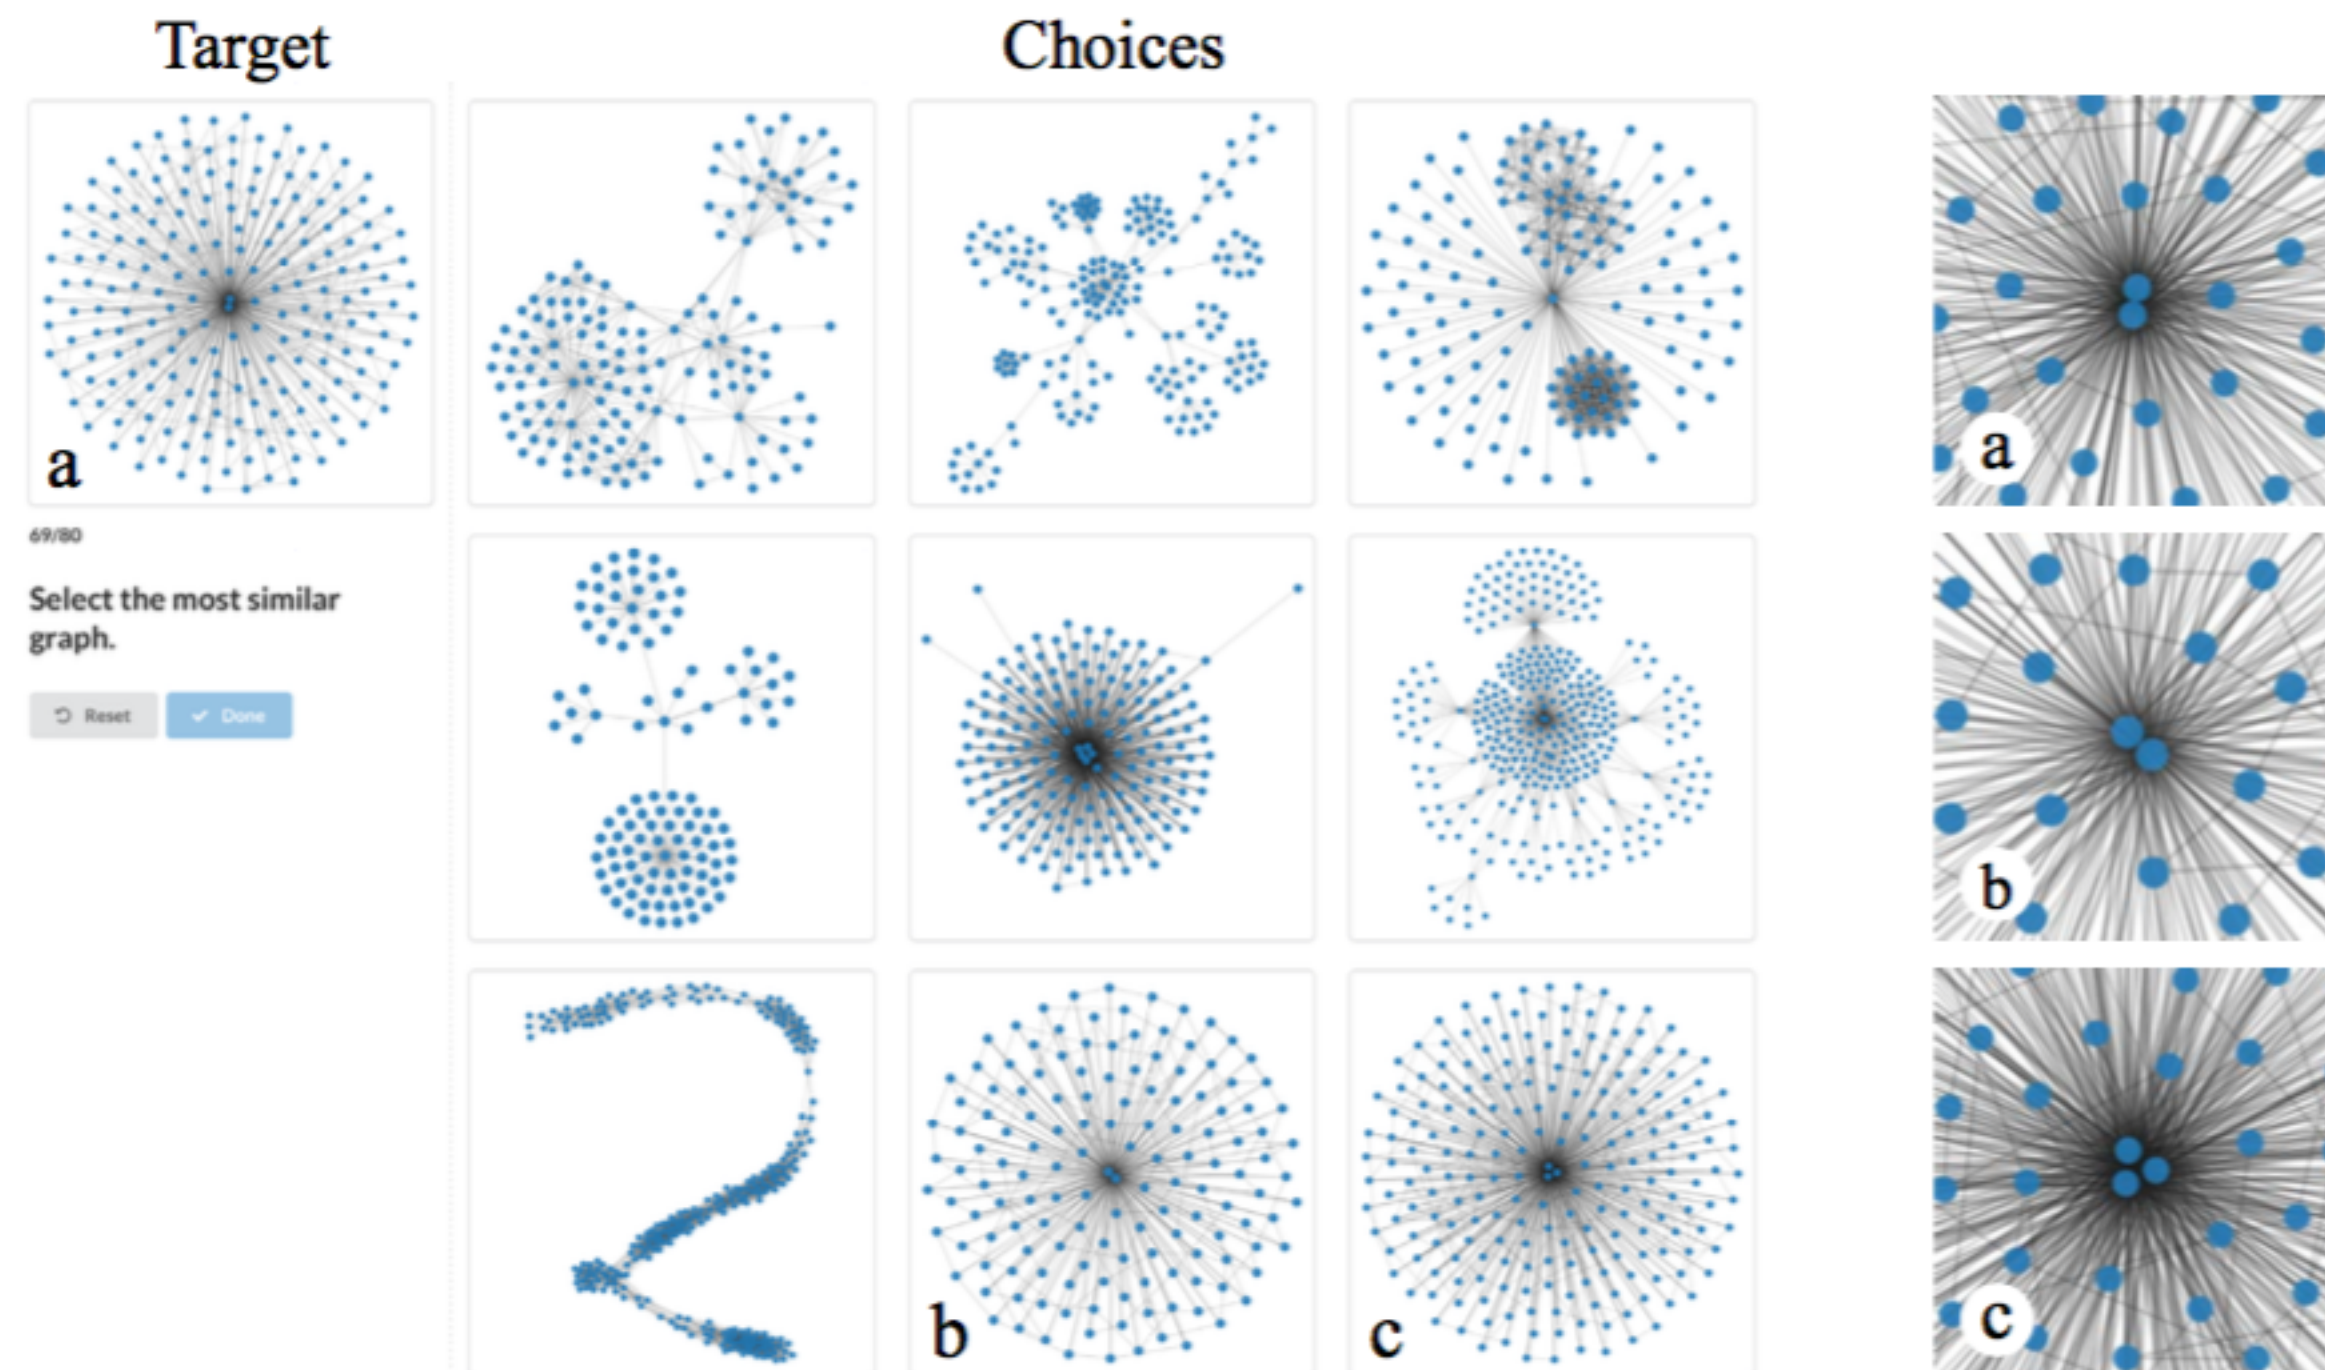 Target
Choices
a
69/80
Select the most similar
graph.
Reset
Done
b
c
a
b
c